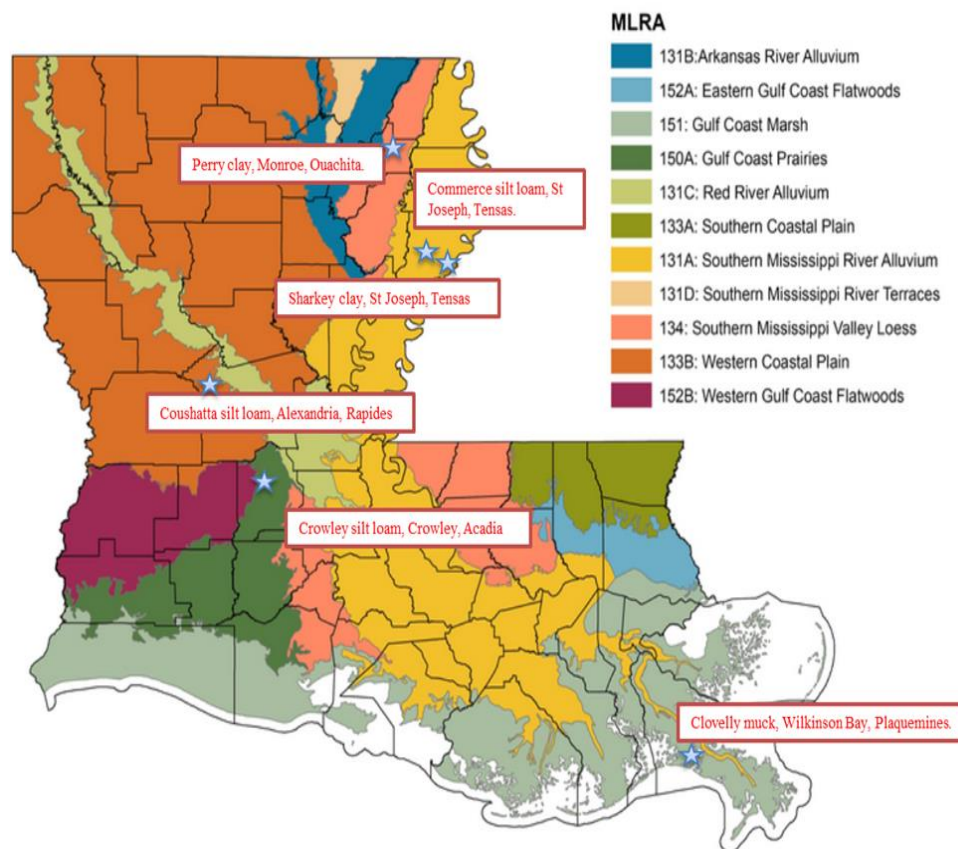 MLRA
131B:Arkansas River Alluvium
152A: Eastern Gulf Coast Flatwoods
151: Gulf Coast Marsh
150A: Gulf Coast Prairies
131C: Red River Alluvium
133A: Southern Coastal Plain
131A: Southern Mississippi River Alluvium
131D: Southern Mississippi River Terraces
134: Southern Mississippi Valley Loess
133B: Western Coastal Plain
152B: Western Gulf Coast Flatwoods
Perry clay, Monroe, Ouachita.
Commerce silt loam, St
Joseph, Tensas.
Sharkey clay, St Joseph, Tensas
Coushatta silt loam, Alexandria, Rapides
Crowley silt loam, Crowley, Acadia
Clovelly muck, Wilkinson Bay, Plaquemines.